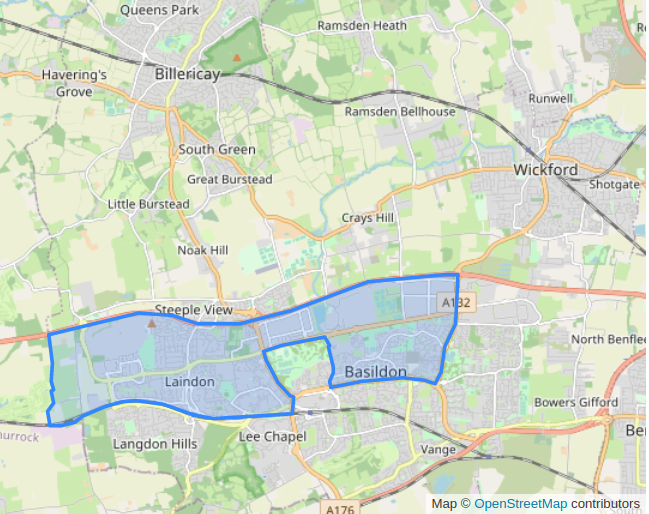 Queens Park
Ramsden Heath
Havering's
Grove
Billericay
Runwell
Ramsden Bellhouse
South Green
Wickford
Great Burstead
Shotgate
Little Burstead
Crays Hill
Noak Hill
A132
Steeple View
North Benfleet
Basildon
Laindon
Bowers Gifford
Langdon Hills
Lee Chapel
Vange
A176
Map © OpenStreetMap contributors